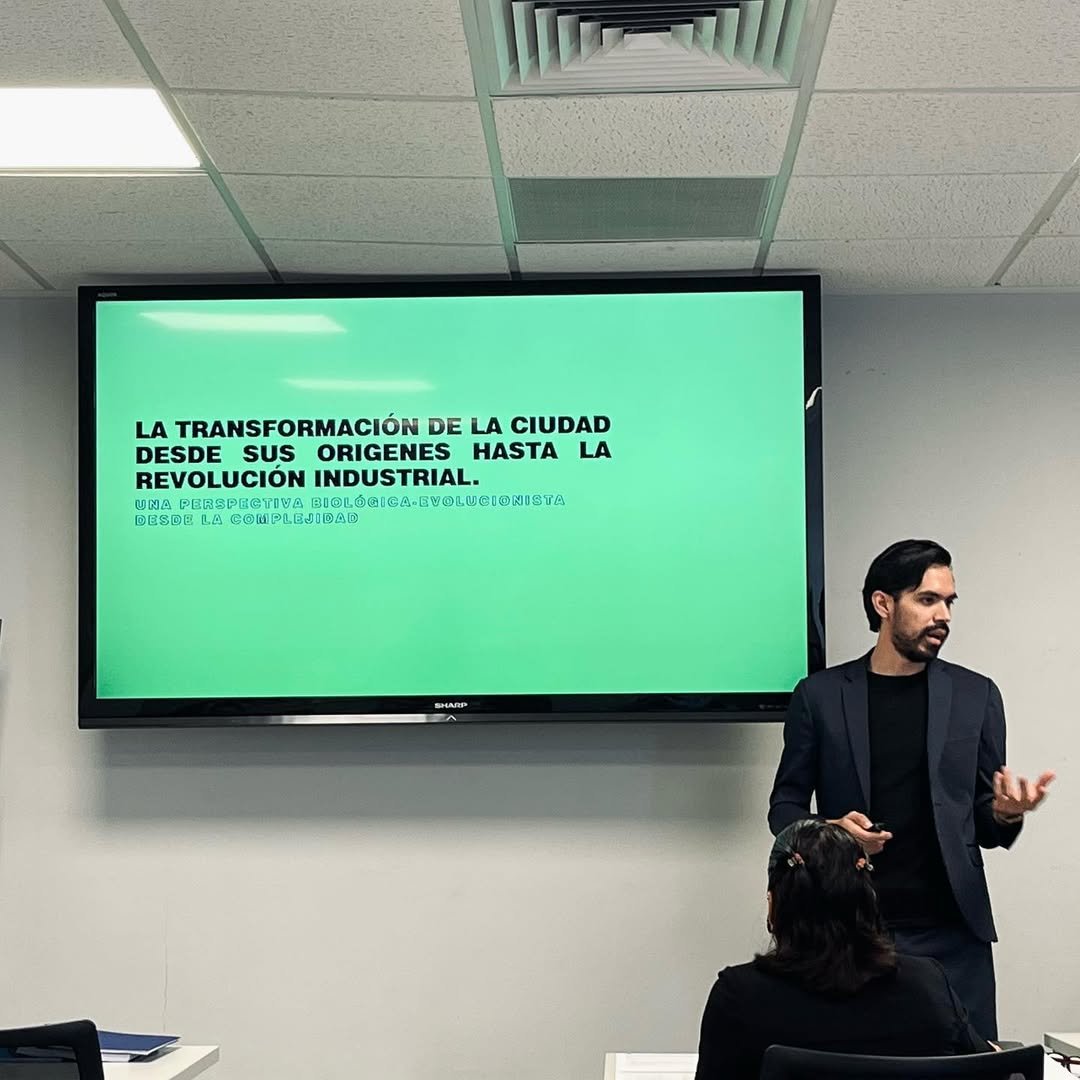 AQUOS
LA TRANSFORMACIÓN DE LA CIUDAD
DESDE SUS ORIGENES HASTA LA
REVOLUCIÓN INDUSTRIAL.
UNA PERSPECTIVA BIOLÓGICA-EVOLUCIONISTA
DESDE LA COMPLEJIDAD
SHARP